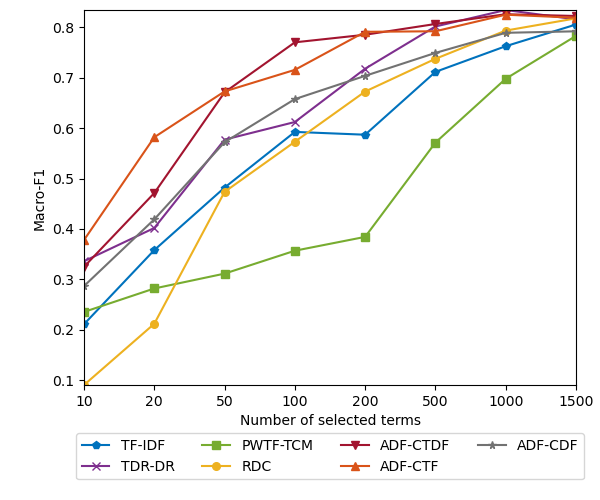 0.8
0.7
0.6
0.5
0.4
0.3
0.2
0.1
Macro-F1
10 20 50 100 200 500 1000 1500
Number of selected terms
TF-IDF PWTF-TCM ADF-CTDF ADF-CDF
TDR-DR RDC ADF-CTF